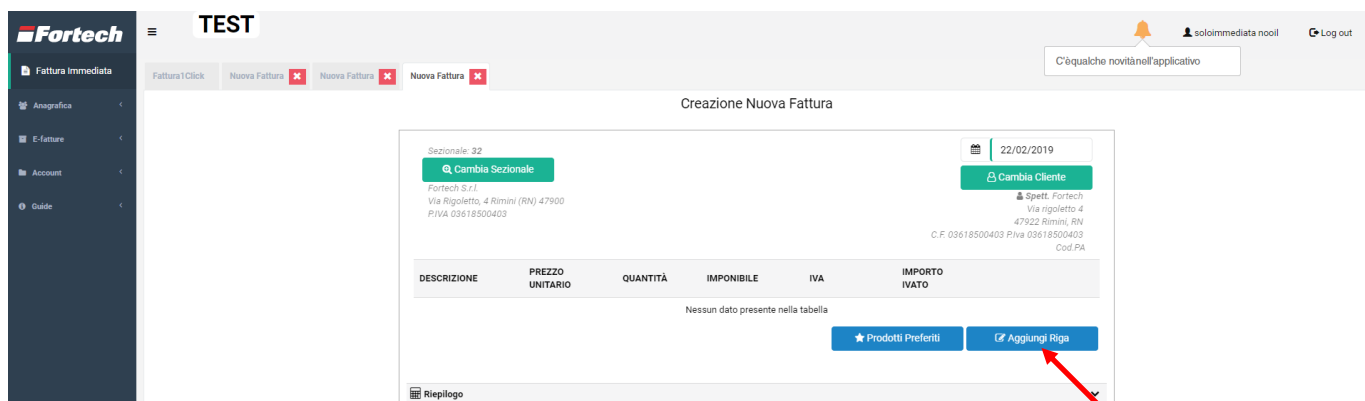 Fortech
TEST
soloimmediata nooil
Log out
C'èqualche novitànell'applicativo
Fattura Immediata
Anagrafica
E-fatture
Account
Guide
Fattura1Click
Nuova Fattura
Nuova Fattura
Nuova Fattura
Creazione Nuova Fattura
Sezionale: 32
Cambia Sezionale
Fortech S.r.l.
Via Rigoletto, 4 Rimini (RN) 47900
P.IVA 03618500403
22/02/2019
Cambia Cliente
Spett. Fortech
Via rigoletto 4
47922 Rimini, RN
C.F. 03618500403 P.Iva 03618500403
Cod.PA
DESCRIZIONE
PREZZO
UNITARIO
QUANTITÀ
IMPONIBILE
IVA
IMPORTO
IVATO
Nessun dato presente nella tabella
Prodotti Preferiti
Aggiungi Riga
Riepilogo